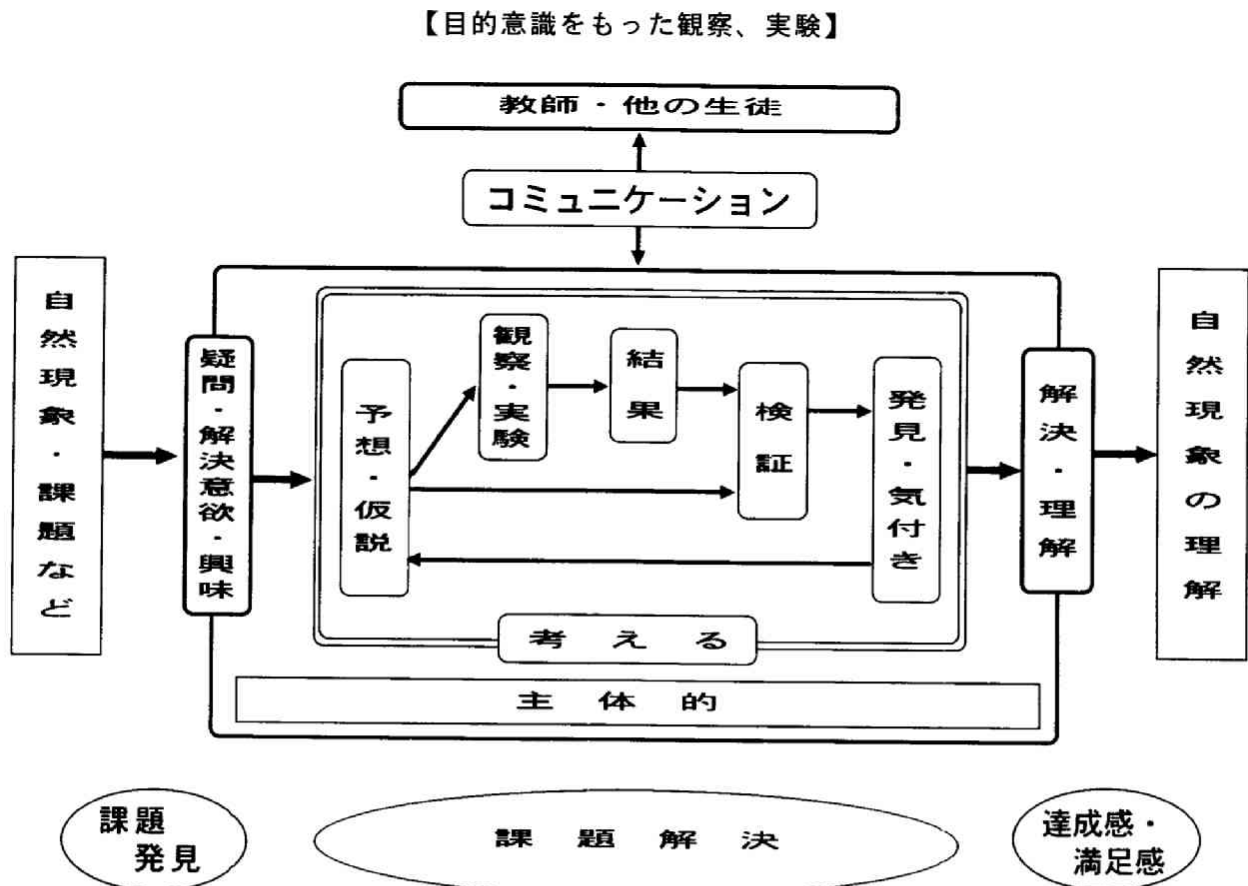 【目的意識をもった観察、実験】
教師・他の生徒
コミュニケーション
自然現象・課題など
疑問・解決意欲・興味
予想・仮説
観察・実験
結果
検証
発見・気付き
解決・理解
自然現象の理解
考える
主体的
課題
発見
課題解決
達成感・
満足感